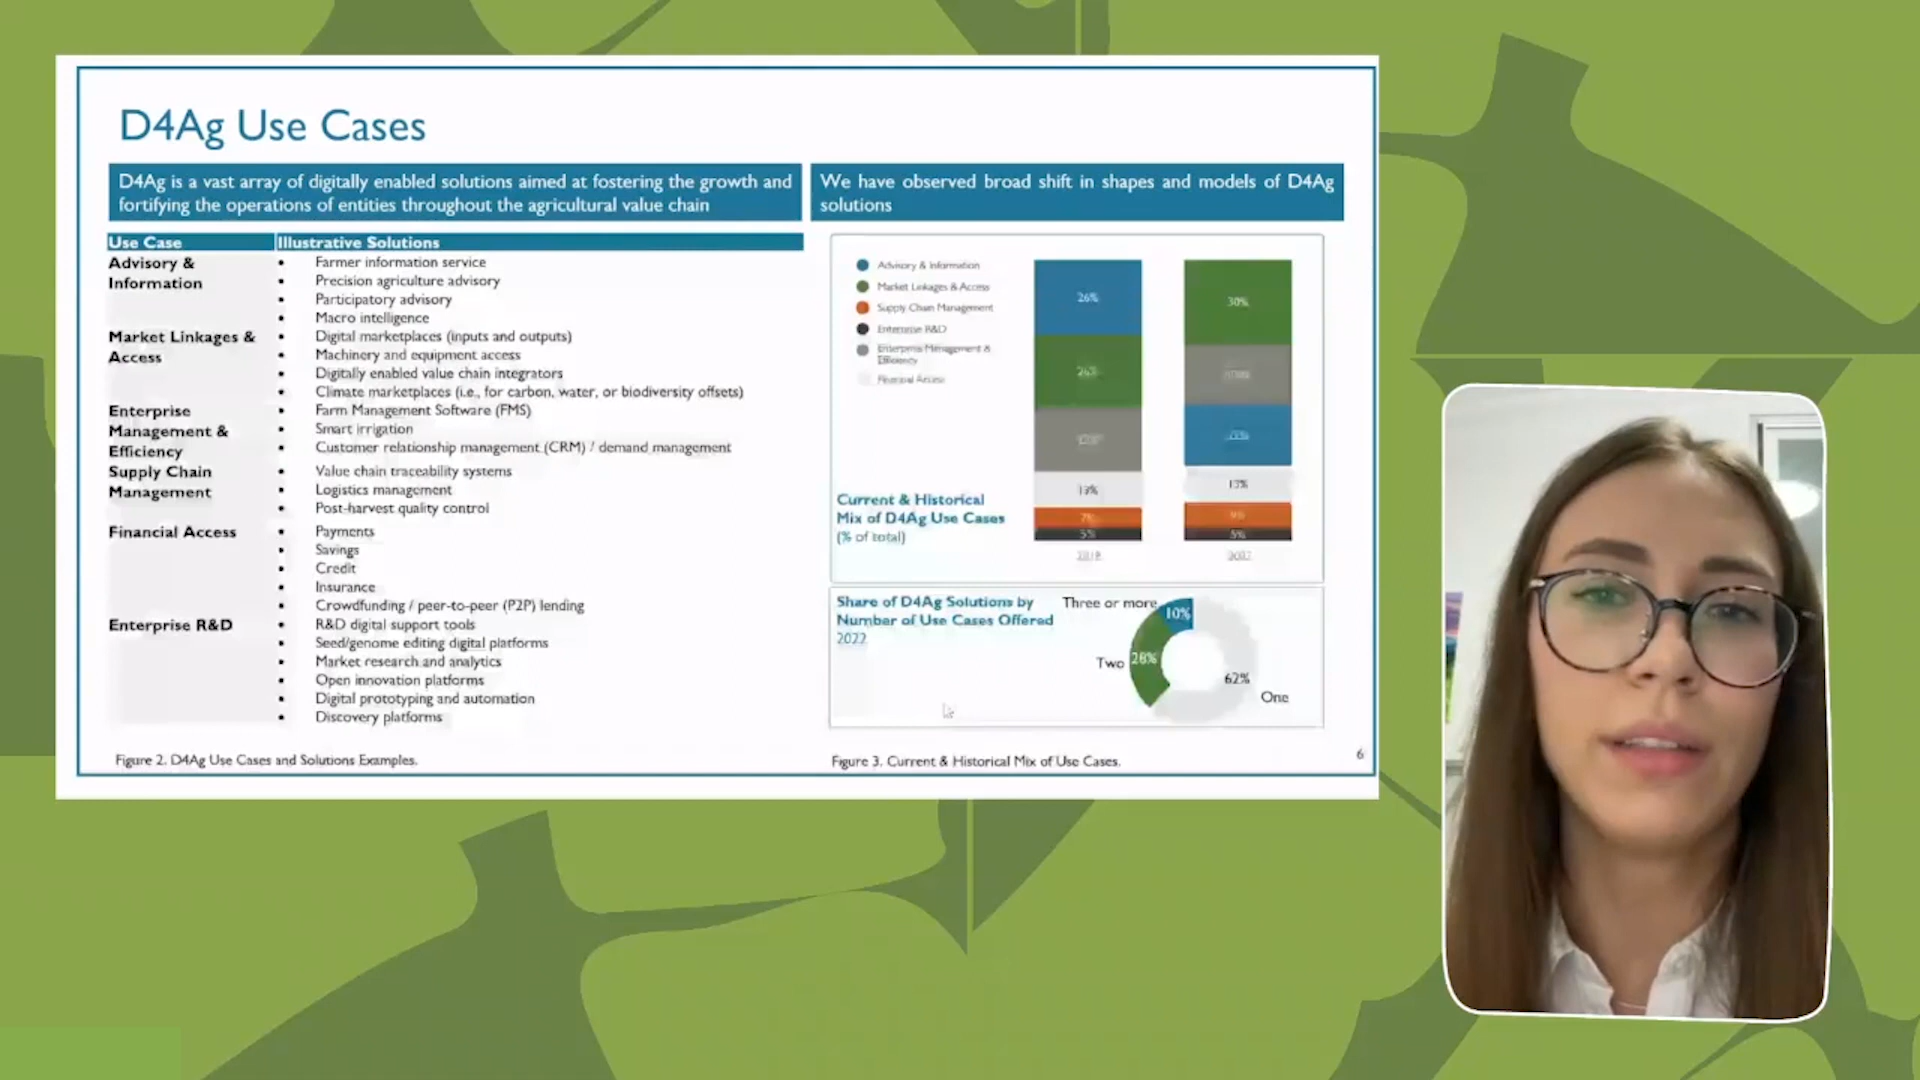 D4Ag Use Cases
D4Ag is a vast array of digitally enabled solutions aimed at fostering the growth and
fortifying the operations of entities throughout the agricultural value chain
Use Case Illustrative Solutions
Advisory &
Information
• Farmer information service
• Precision agriculture advisory
• Participatory advisory
• Macro intelligence
Market Linkages &
Access
• Digital marketplaces (inputs and outputs)
• Machinery and equipment access
• Digitally enabled value chain integrators
• Climate marketplaces (i.e., for carbon, water, or biodiversity offsets)
Enterprise
Management &
Efficiency
• Farm Management Software (FMS)
• Smart irrigation
• Customer relationship management (CRM) / demand management
Supply Chain
Management
• Value chain traceability systems
• Logistics management
• Post-harvest quality control
Financial Access
• Payments
• Savings
• Credit
• Insurance
• Crowdfunding / peer-to-peer (P2P) lending
Enterprise R&D
• R&D digital support tools
• Seed/genome editing digital platforms
• Market research and analytics
• Open innovation platforms
• Digital prototyping and automation
• Discovery platforms
Figure 2. D4Ag Use Cases and Solutions Examples.
We have observed broad shift in shapes and models of D4Ag
solutions
Advisory & Information
Market Linkages & Access
Supply Chain Management
Enterprise R&D
Enterprise Management &
Efficiency
Financial Access
26%
26%
13%
7%
5%
30%
13%
9%
5%
Current & Historical
Mix of D4Ag Use Cases
(% of total)
Share of D4Ag Solutions by
Number of Use Cases Offered
2022
Three or more
10%
Two
28%
62%
One
Figure 3. Current & Historical Mix of Use Cases.
6